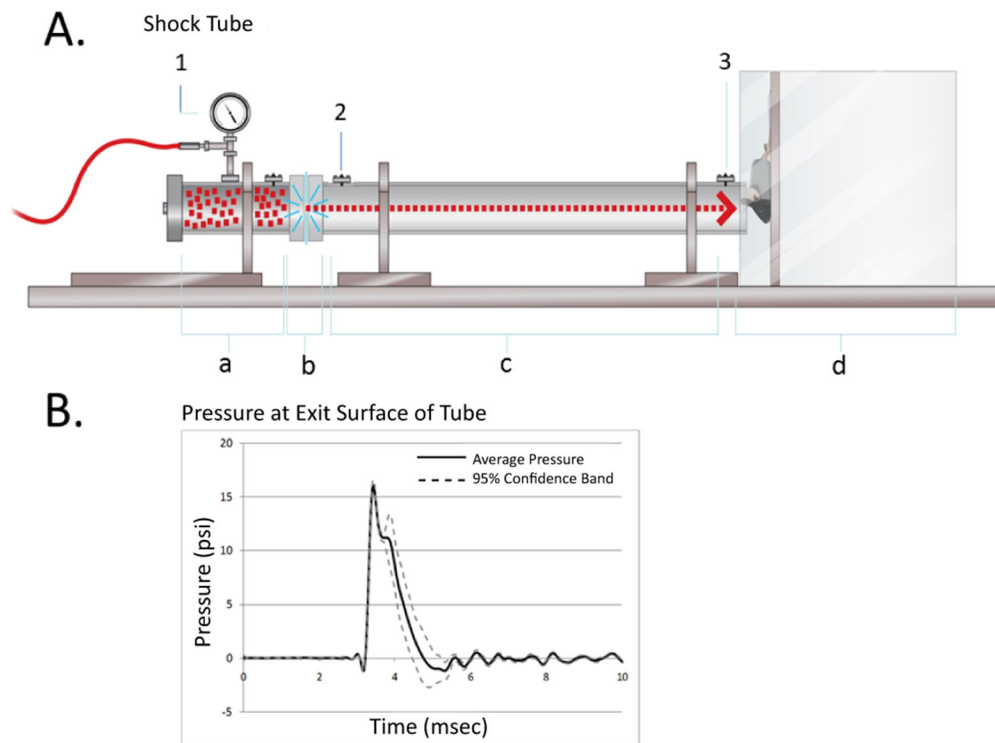 A.
Shock Tube
1
2
3
a
b
c
d
B.
Pressure at Exit Surface of Tube
20
15
10
5
0
-5
Pressure (psi)
Average Pressure
95% Confidence Band
0
2
4
6
8
10
Time (msec)